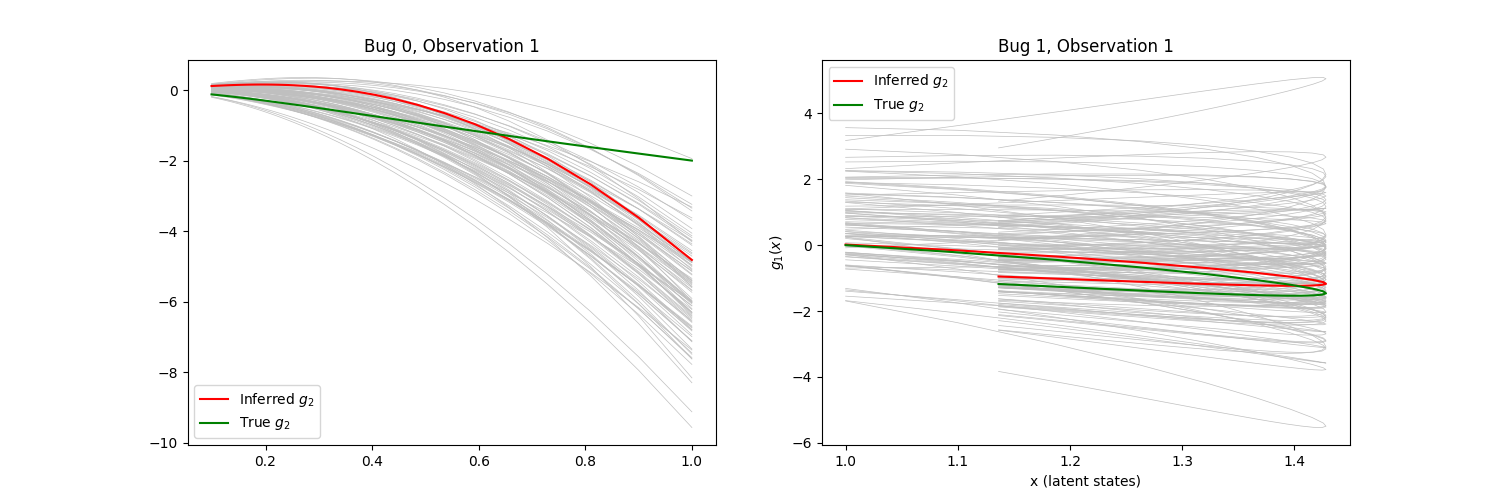 Bug 0, Observation 1
0
−2
−4
−6
−8
−10
0.2 0.4 0.6 0.8 1.0
Inferred g₂
True g₂
Bug 1, Observation 1
Inferred g₂
True g₂
g₁(x)
4
2
0
−2
−4
−6
1.0 1.1 1.2 1.3 1.4
x (latent states)